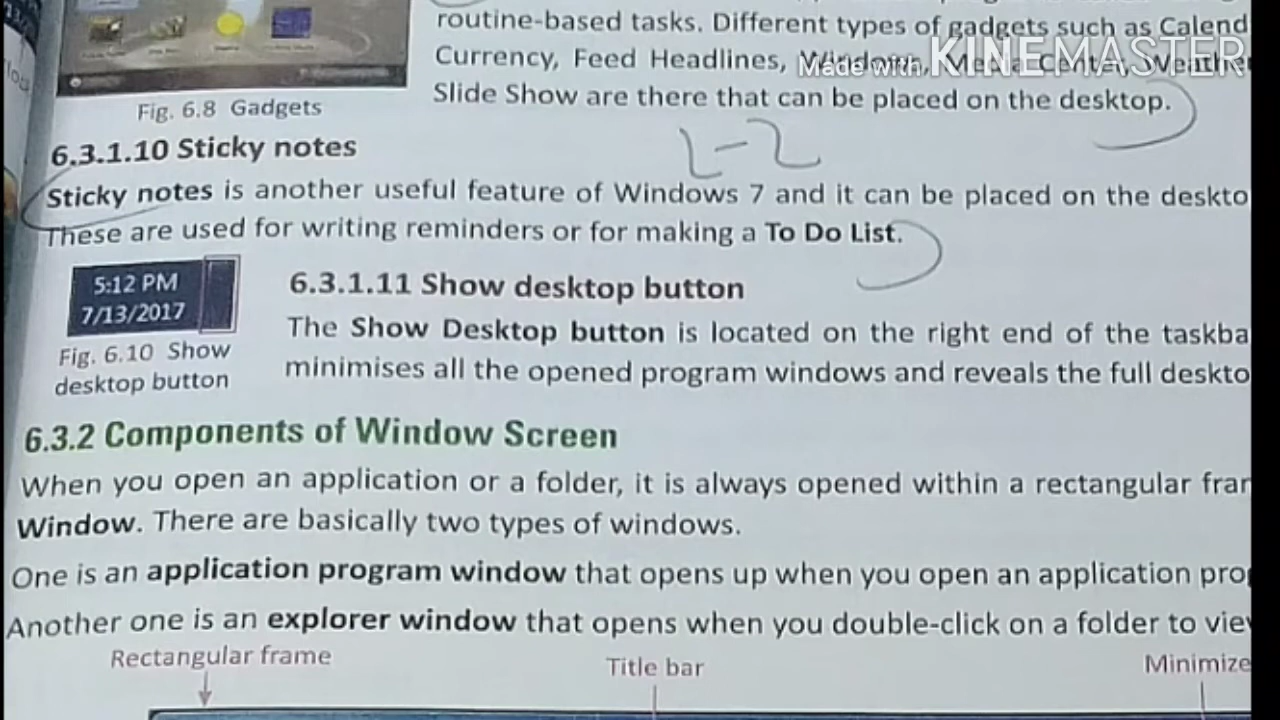 routine-based tasks. Different types of gadgets such as Calend
Currency, Feed Headlines, Windows, Media Center, Weather
Made with KINEMASTER
Slide Show are there that can be placed on the desktop.
Fig. 6.8 Gadgets
L-2
6.3.1.10 Sticky notes
Sticky notes is another useful feature of Windows 7 and it can be placed on the deskto
These are used for writing reminders or for making a To Do List.
5:12 PM
7/13/2017
Fig. 6.10 Show
desktop button
6.3.1.11 Show desktop button
The Show Desktop button is located on the right end of the taskba
minimises all the opened program windows and reveals the full deskto
6.3.2 Components of Window Screen
When you open an application or a folder, it is always opened within a rectangular fra
Window. There are basically two types of windows.
One is an application program window that opens up when you open an application pro
Another one is an explorer window that opens when you double-click on a folder to vie
Rectangular frame
Title bar
Minimize